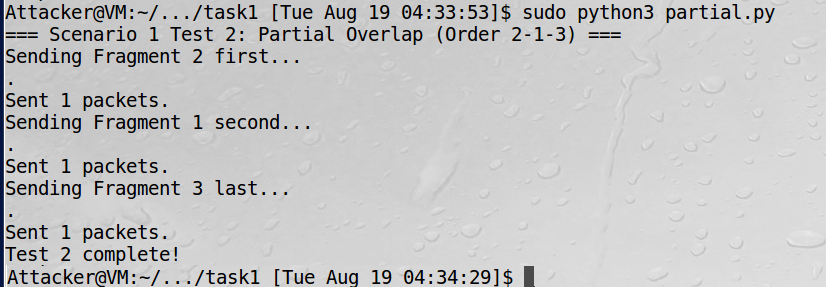 Attacker@VM:~/.../task1 [Tue Aug 19 04:33:53]$ sudo python3 partial.py
=== Scenario 1 Test 2: Partial Overlap (Order 2-1-3) ===
Sending Fragment 2 first...
.
Sent 1 packets.
Sending Fragment 1 second...
.
Sent 1 packets.
Sending Fragment 3 last...
.
Sent 1 packets.
Test 2 complete!
Attacker@VM:~/.../task1 [Tue Aug 19 04:34:29]$